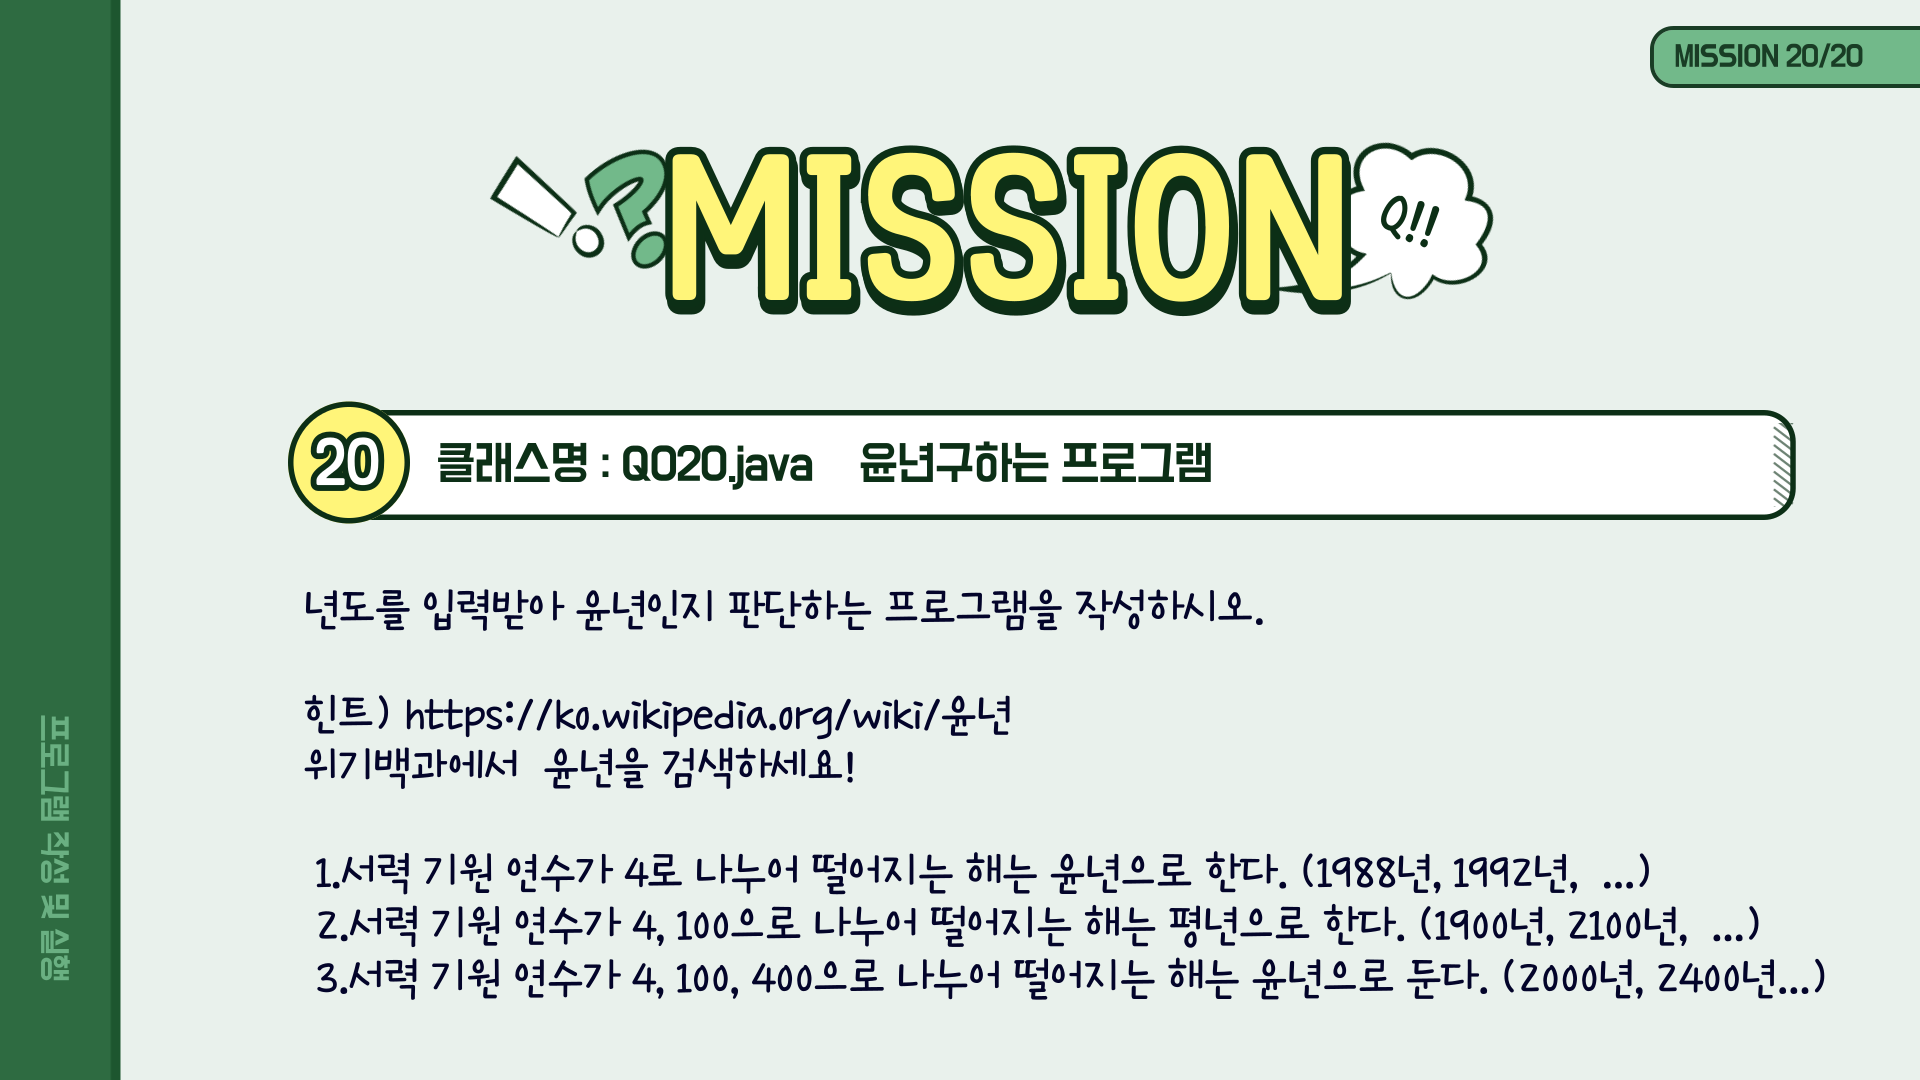 MISSION 20/20
!?MISSION
Q!!
20 클래스명 : Q020.java 윤년구하는 프로그램
년도를 입력받아 윤년인지 판단하는 프로그램을 작성하시오.
힌트) https://ko.wikipedia.org/wiki/윤년
위기백과에서 윤년을 검색하세요!
1.서력 기원 연수가 4로 나누어 떨어지는 해는 윤년으로 한다. (1988년, 1992년, ...)
2.서력 기원 연수가 4, 100으로 나누어 떨어지는 해는 평년으로 한다. (1900년, 2100년, ...)
3.서력 기원 연수가 4, 100, 400으로 나누어 떨어지는 해는 윤년으로 둔다. (2000년, 2400년...)
프로그램 작성 및 실행